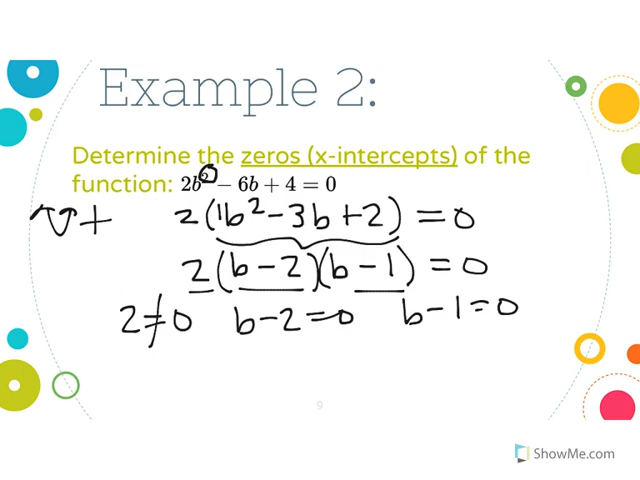 Example 2:
Determine the zeros (x-intercepts) of the
function: 2b² − 6b + 4 = 0
2(1b² − 3b + 2) = 0
2(b − 2)(b − 1) = 0
2 ≠ 0 b − 2 = 0 b − 1 = 0
9
ShowMe.com